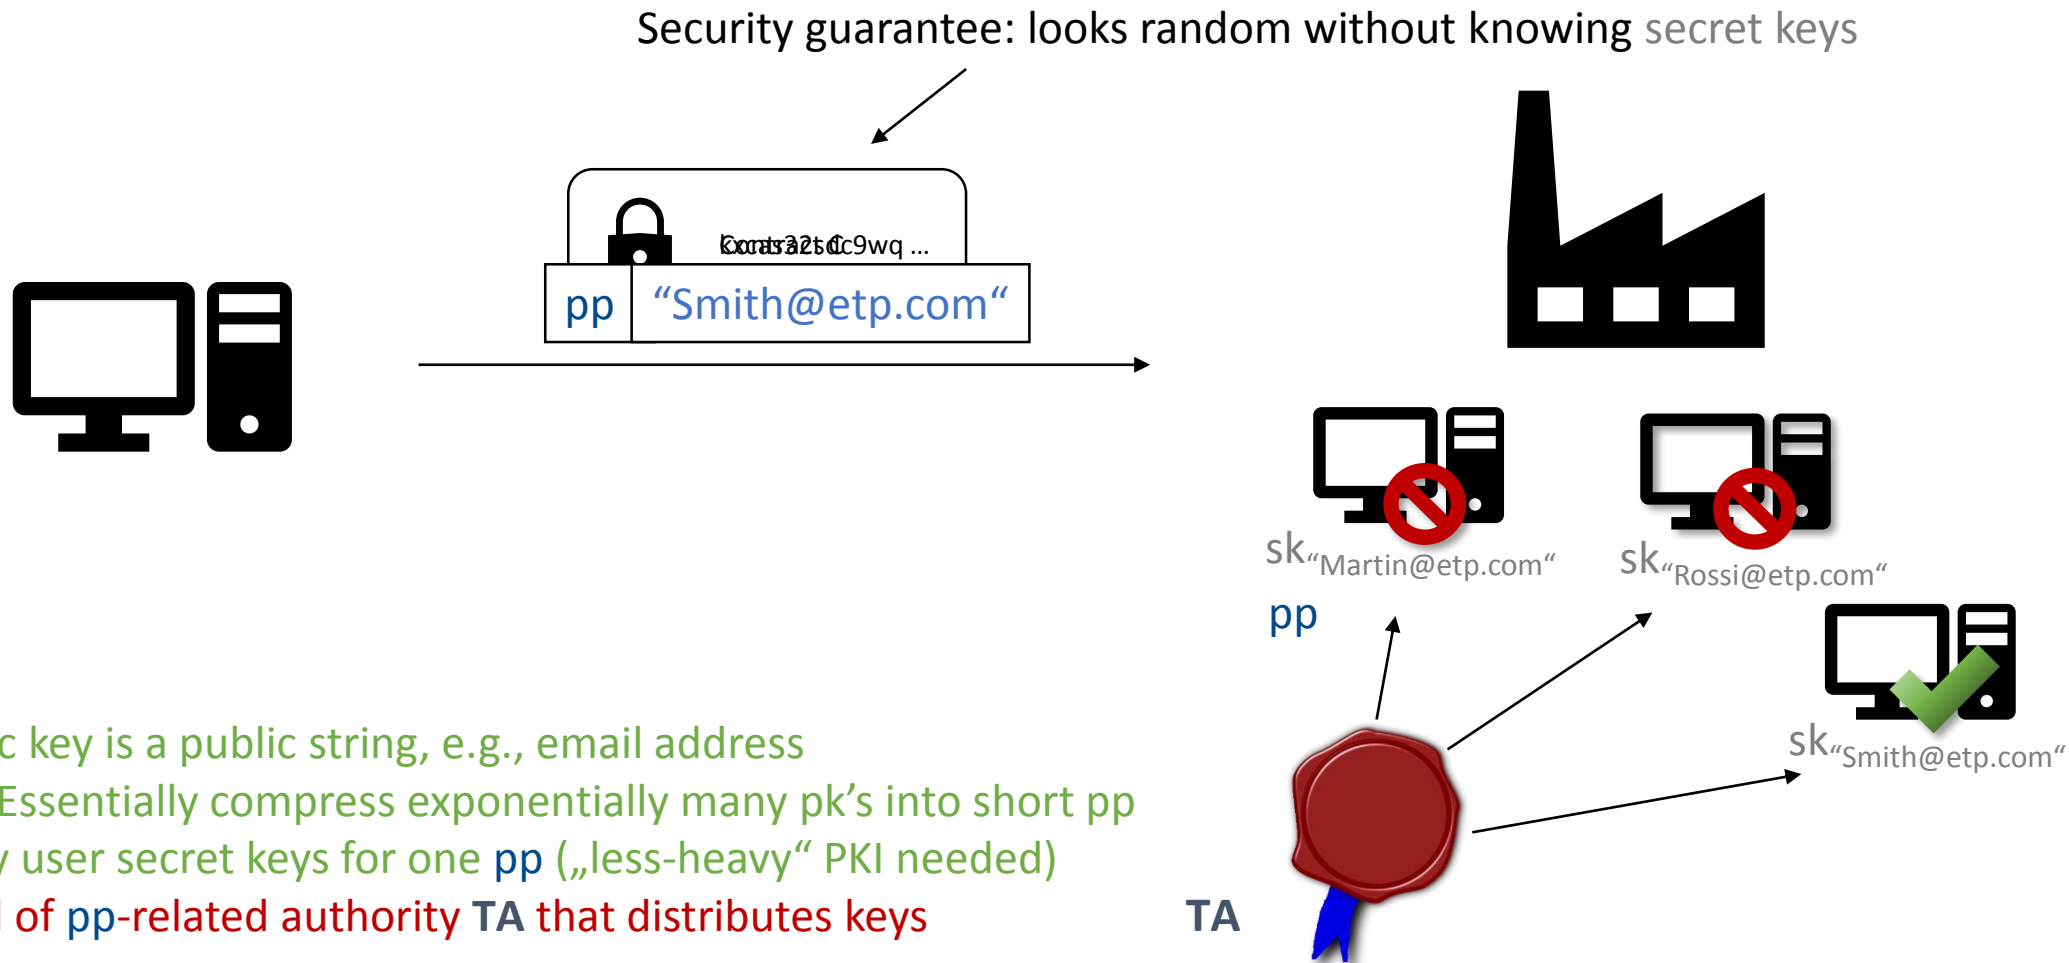 Security guarantee: looks random without knowing secret keys
pp “Smith@etp.com“
sk“Martin@etp.com“
sk“Rossi@etp.com“
pp
sk“Smith@etp.com“
c key is a public string, e.g., email address
Essentially compress exponentially many pk’s into short pp
y user secret keys for one pp („less-heavy“ PKI needed)
of pp-related authority TA that distributes keys
TA